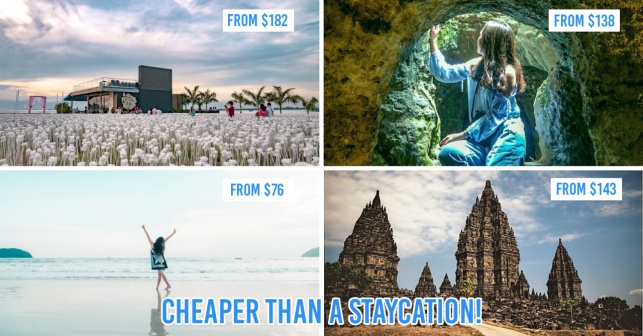 FROM $182
FROM $138
FROM $76
FROM $143
CHEAPER THAN A STAYCATION!